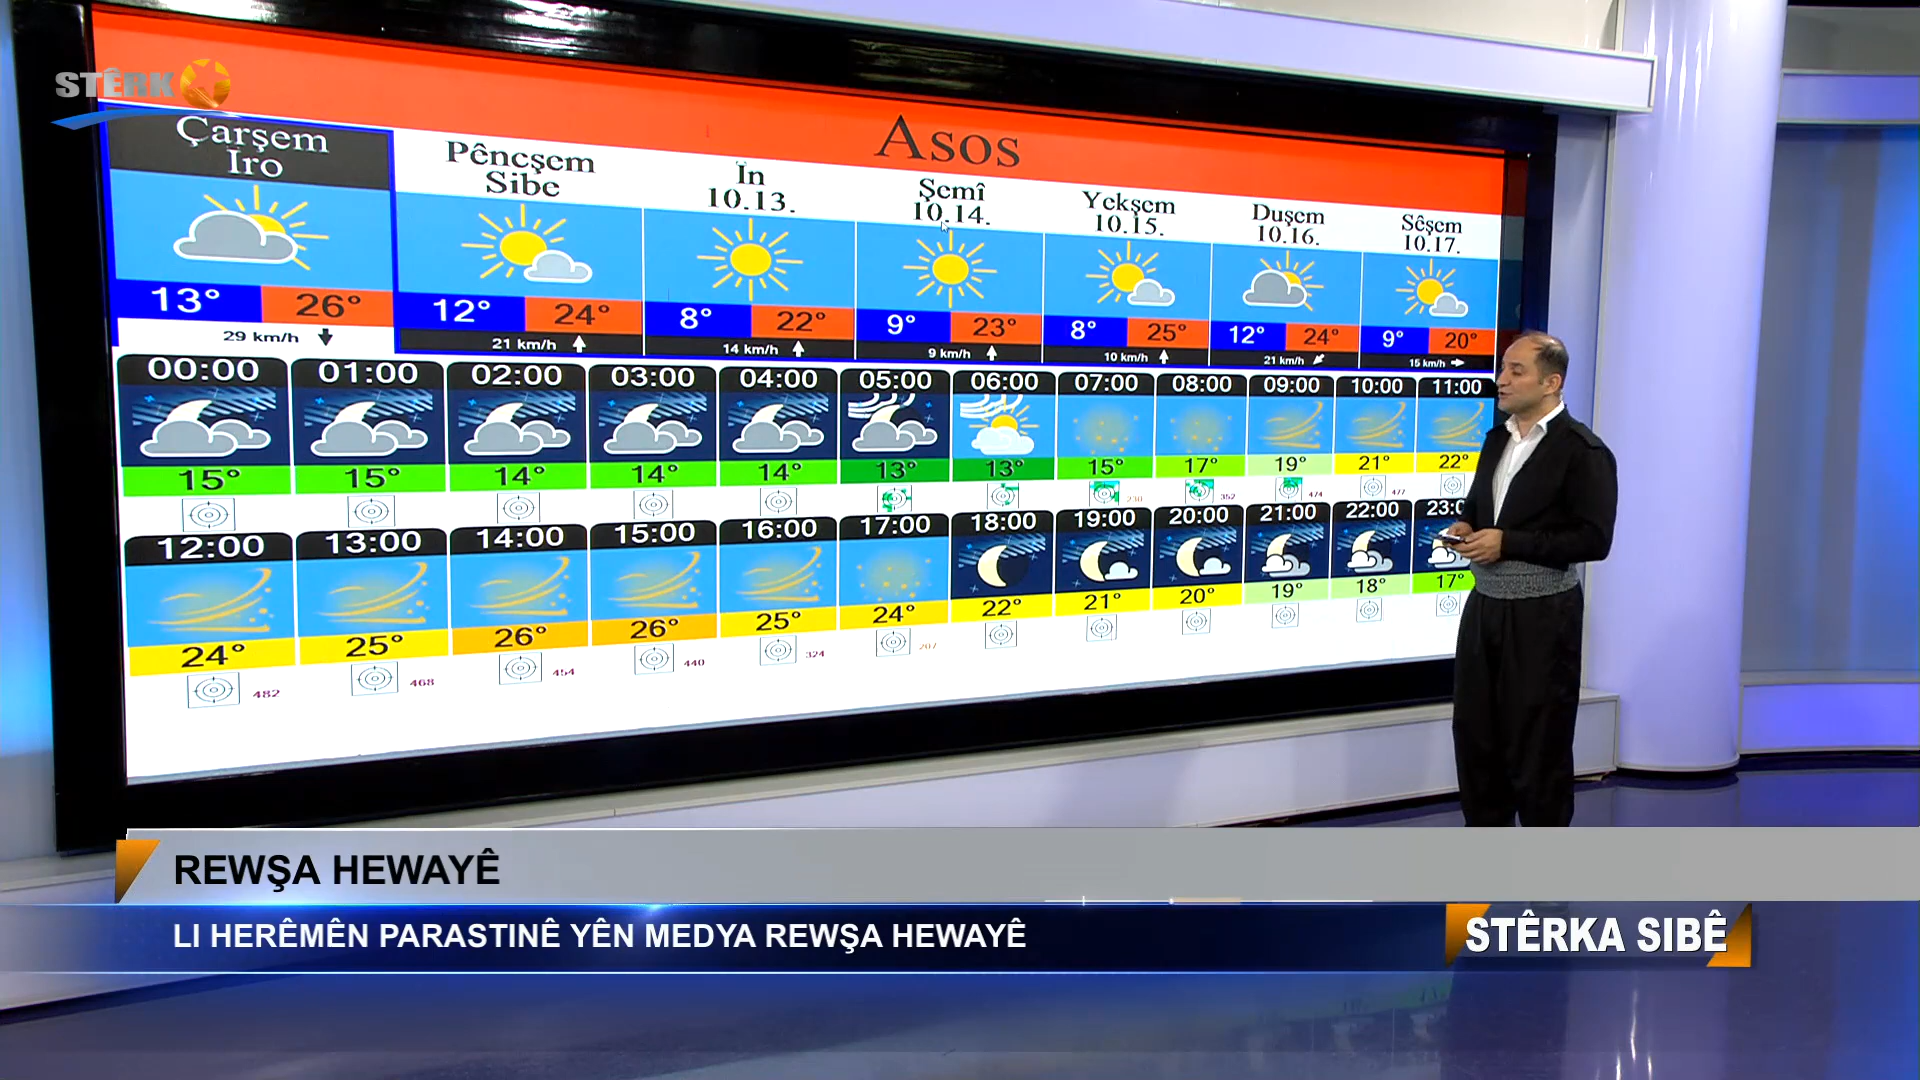 STÊRK
Asos
Çarşem
Iro
Pêncşem
Sibe
În
10.13.
Şemî
10.14.
Yekşem
10.15.
Duşem
10.16.
Sêşem
10.17.
13° 26°
12° 24°
8° 22°
9° 23°
8° 25°
12° 24°
9° 20°
29 km/h
21 km/h
14 km/h
9 km/h
10 km/h
21 km/h
15 km/h
00:00 01:00 02:00 03:00 04:00 05:00 06:00 07:00 08:00 09:00 10:00 11:00
15° 15° 14° 14° 14° 13° 13° 15° 17° 19° 21° 22°
230 352 474 477
12:00 13:00 14:00 15:00 16:00 17:00 18:00 19:00 20:00 21:00 22:00 23:0
24° 25° 26° 26° 25° 24° 22° 21° 20° 19° 18° 17°
482 468 454 440 324 207
REWŞA HEWAYÊ
LI HERÊMÊN PARASTINÊ YÊN MEDYA REWŞA HEWAYÊ
STÊRKA SIBÊ